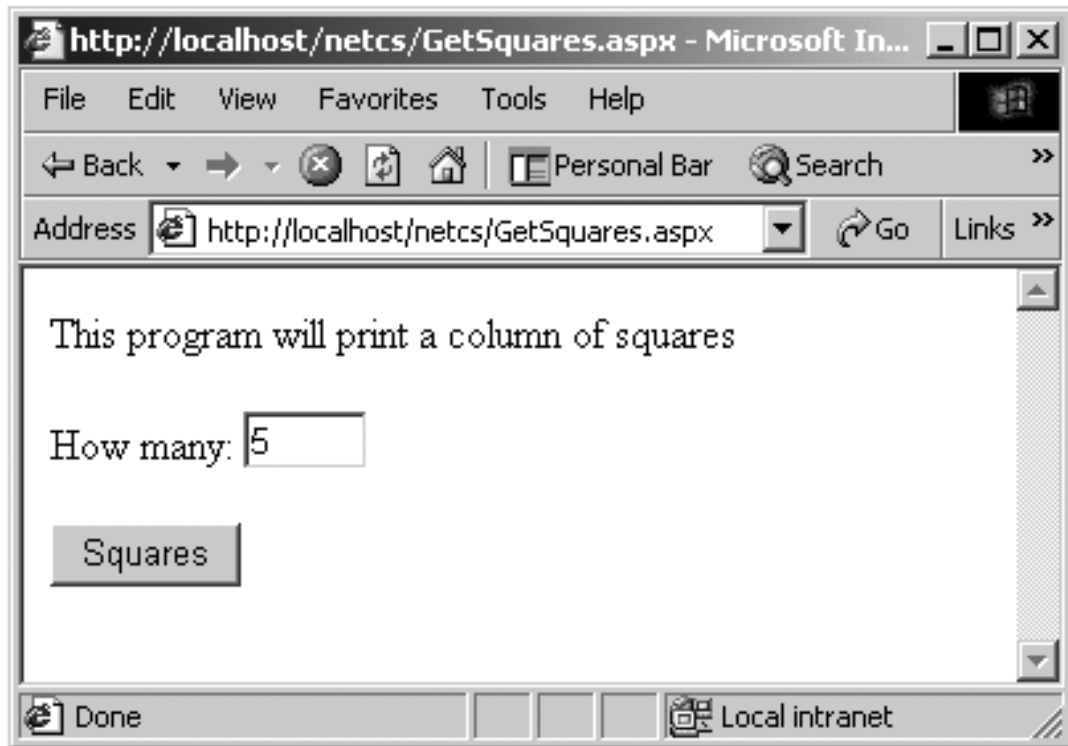 http://localhost/netcs/GetSquares.aspx - Microsoft In...
File Edit View Favorites Tools Help
Back Personal Bar Search »
Address http://localhost/netcs/GetSquares.aspx Go Links »
This program will print a column of squares
How many: 5
Squares
Done Local intranet